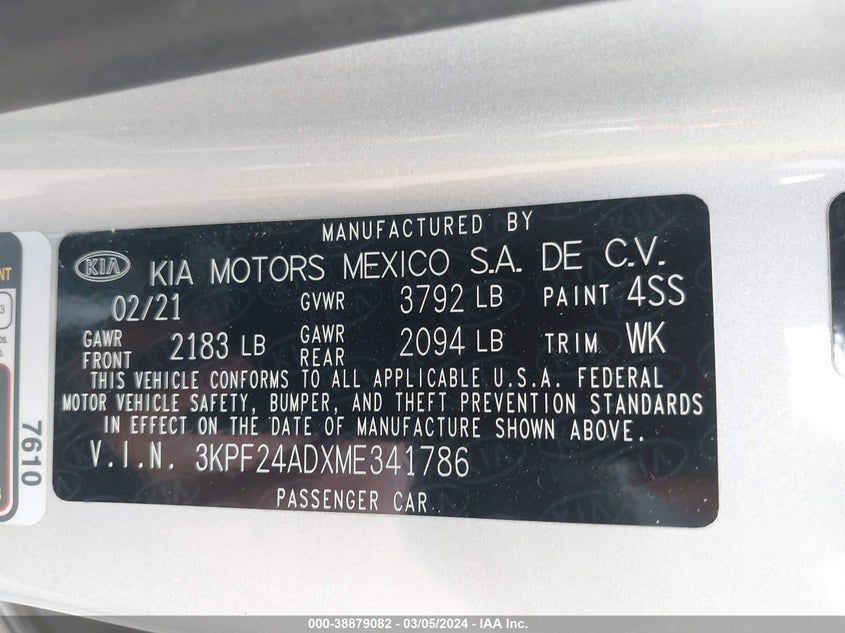 MANUFACTURED BY
KIA KIA MOTORS MEXICO S.A. DE C.V.
02/21 GVWR 3792 LB PAINT 4SS
GAWR FRONT 2183 LB GAWR REAR 2094 LB TRIM WK
THIS VEHICLE CONFORMS TO ALL APPLICABLE U.S.A. FEDERAL
MOTOR VEHICLE SAFETY, BUMPER, AND THEFT PREVENTION STANDARDS
IN EFFECT ON THE DATE OF MANUFACTURE SHOWN ABOVE.
V.I.N. 3KPF24ADXME341786
PASSENGER CAR
7610
000-38879082 - 03/05/2024 - IAA Inc.